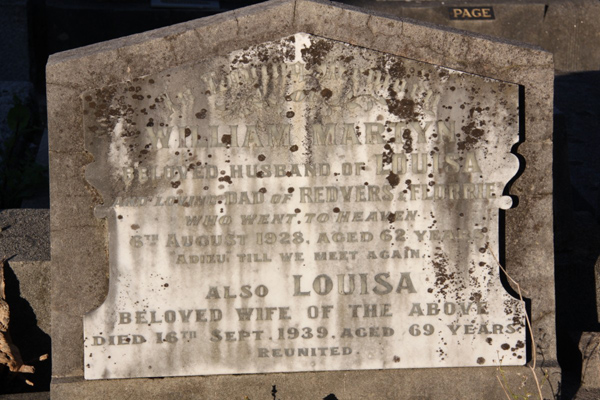 PAGE
WILLIAM MARTYN
BELOVED HUSBAND OF LOUISA
AND LOVING DAD OF REDVERS & FLORRIE
WHO WENT TO HEAVEN
6TH AUGUST 1928, AGED 62 YEARS
ADIEU, TILL WE MEET AGAIN.
ALSO LOUISA
BELOVED WIFE OF THE ABOVE
DIED 16TH SEPT. 1939. AGED 69 YEARS
REUNITED.